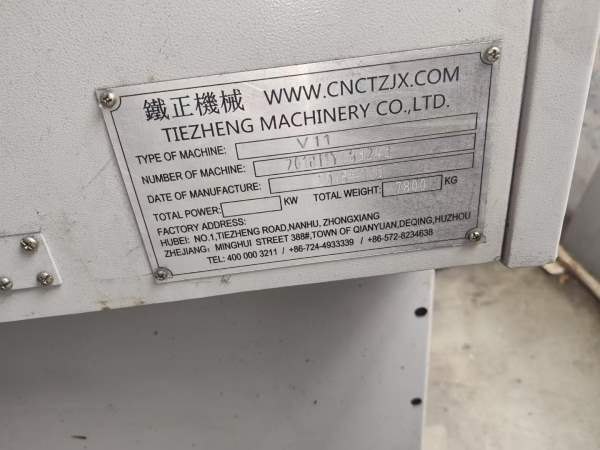 鐵正機械 WWW.CNCTZJX.COM
TIEZHENG MACHINERY CO.,LTD.
TYPE OF MACHINE: V11
NUMBER OF MACHINE:
DATE OF MANUFACTURE:
TOTAL POWER: KW TOTAL WEIGHT: 7800 KG
FACTORY ADDRESS:
HUBEI: NO.1,TIEZHENG ROAD,NANHU, ZHONGXIANG
ZHEJIANG: MINGHUI STREET 388#,TOWN OF QIANYUAN,DEQING,HUZHOU
TEL: 400 000 3211 / +86-724-4933339 / +86-572-8234638